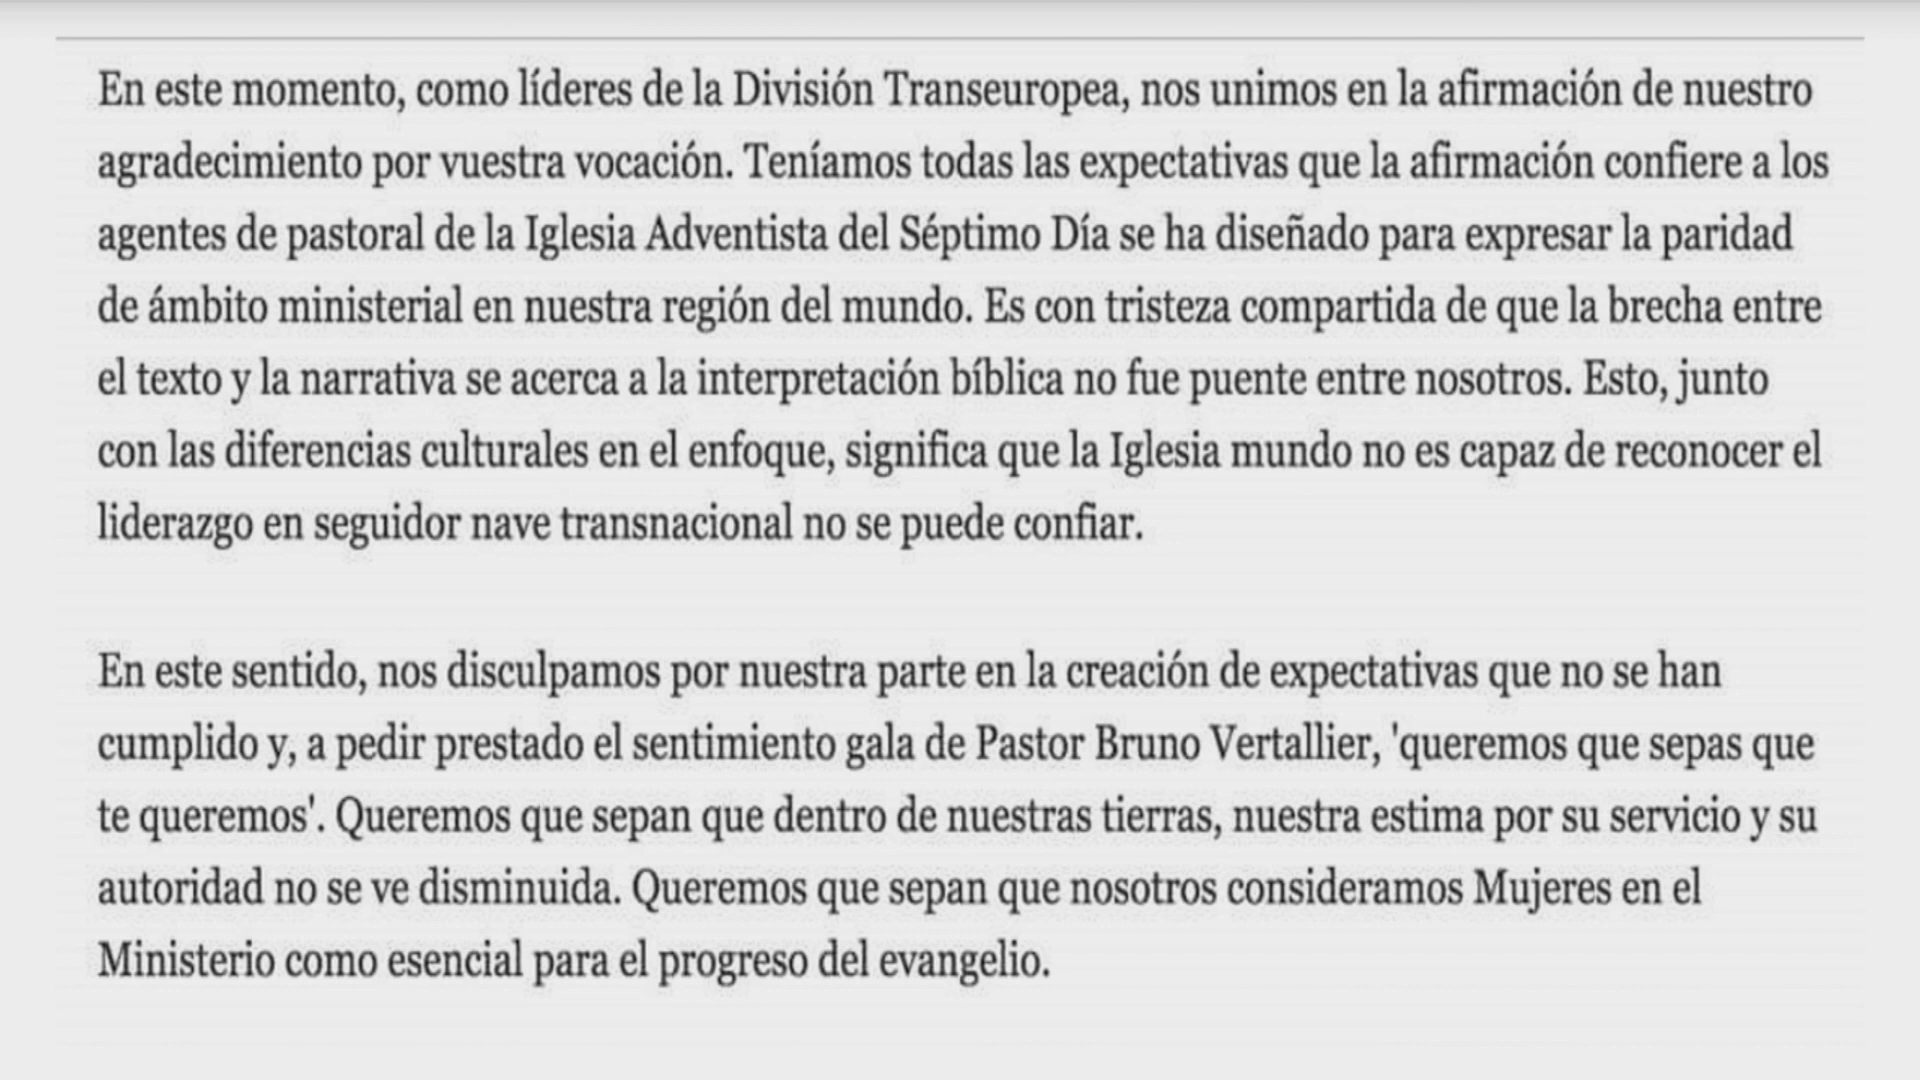 En este momento, como líderes de la División Transeuropea, nos unimos en la afirmación de nuestro
agradecimiento por vuestra vocación. Teníamos todas las expectativas que la afirmación confiere a los
agentes de pastoral de la Iglesia Adventista del Séptimo Día se ha diseñado para expresar la paridad
de ámbito ministerial en nuestra región del mundo. Es con tristeza compartida de que la brecha entre
el texto y la narrativa se acerca a la interpretación bíblica no fue puente entre nosotros. Esto, junto
con las diferencias culturales en el enfoque, significa que la Iglesia mundo no es capaz de reconocer el
liderazgo en seguidor nave transnacional no se puede confiar.
En este sentido, nos disculpamos por nuestra parte en la creación de expectativas que no se han
cumplido y, a pedir prestado el sentimiento gala de Pastor Bruno Vertallier, 'queremos que sepas que
te queremos'. Queremos que sepan que dentro de nuestras tierras, nuestra estima por su servicio y su
autoridad no se ve disminuida. Queremos que sepan que nosotros consideramos Mujeres en el
Ministerio como esencial para el progreso del evangelio.